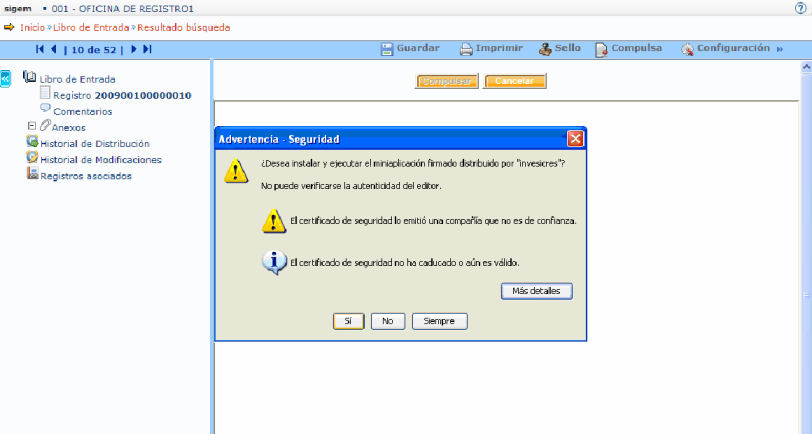 sigem • 001 - OFICINA DE REGISTRO1
Inicio » Libro de Entrada » Resultado búsqueda
| 10 de 52 |
Guardar Imprimir Sello Compulsa Configuración »
Libro de Entrada
Registro 200900100000010
Comentarios
Anexos
Historial de Distribución
Historial de Modificaciones
Registros asociados
Compulsar Cancelar
Advertencia - Seguridad
¿Desea instalar y ejecutar el miniaplicación firmado distribuido por "invesicres"?
No puede verificarse la autenticidad del editor.
El certificado de seguridad lo emitió una compañía que no es de confianza.
El certificado de seguridad no ha caducado o aún es válido.
Más detalles
Sí No Siempre